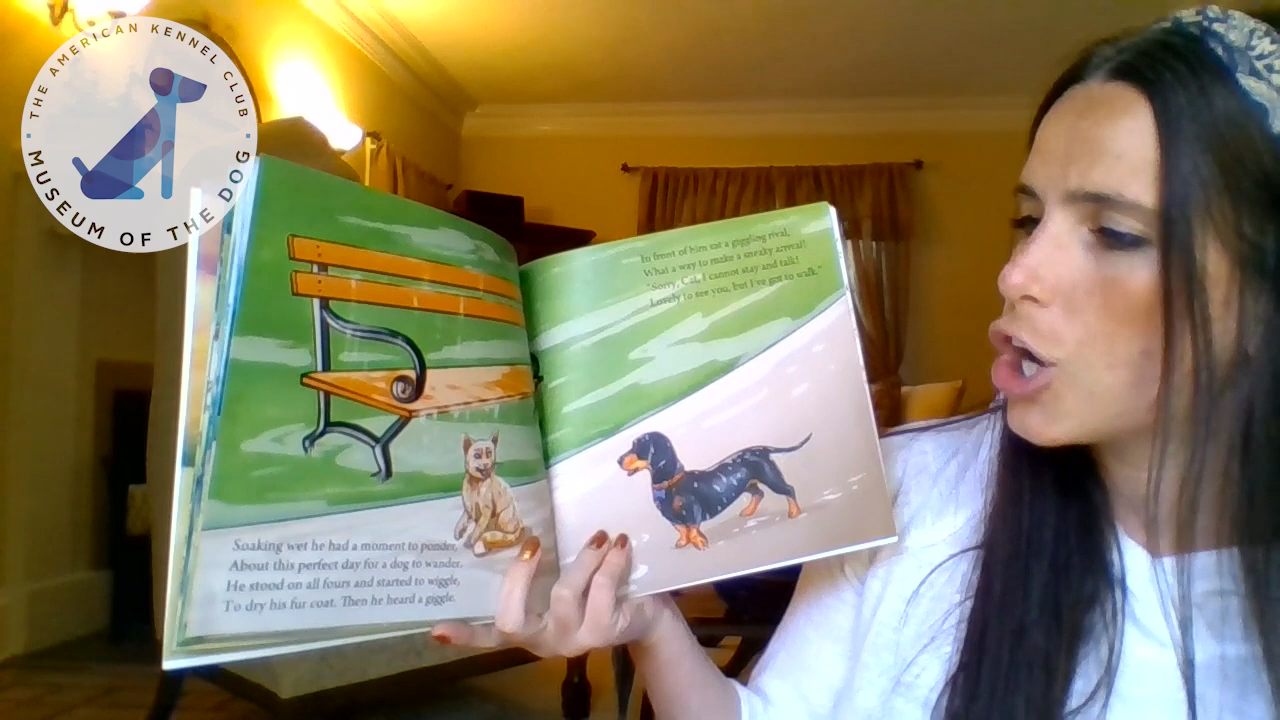 THE AMERICAN KENNEL CLUB
MUSEUM OF THE DOG
Soaking wet he had a moment to ponder,
About this perfect day for a dog to wander.
He stood on all fours and started to wiggle,
To dry his fur coat. Then he heard a giggle.
In front of him sat a giggling rival,
What a way to make a sneaky arrival!
"Sorry, Cat, I cannot stay and talk!
Lovely to see you, but I've got to walk."